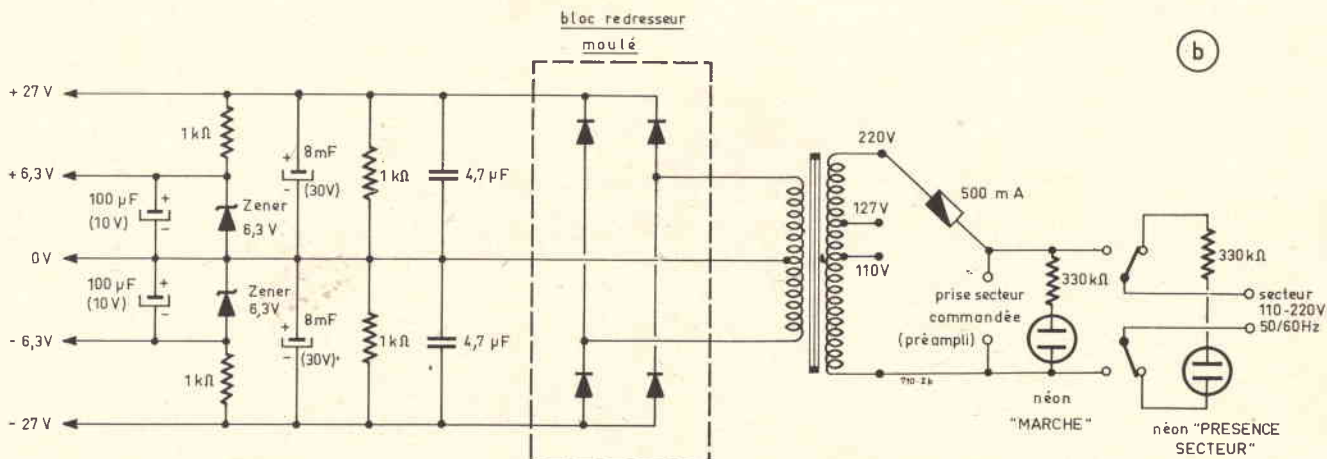 bloc redresseur
moulé
b
+ 27 V
1 kΩ
+ 6,3 V
100 µF
(10 V)
+
-
Zener
6,3 V
0 V
100 µF
(10 V)
+
-
Zener
6,3V
- 6,3V
1kΩ
- 27 V
+
8mF
-
(30V)
+
8mF
-
(30V)
1 kΩ
1 kΩ
4,7 µF
4,7 µF
220V
127V
110V
500 mA
prise secteur
commandée
(préampli)
710-2b
330kΩ
néon
"MARCHE"
330kΩ
secteur
110-220V
50/60Hz
néon "PRESENCE
SECTEUR"